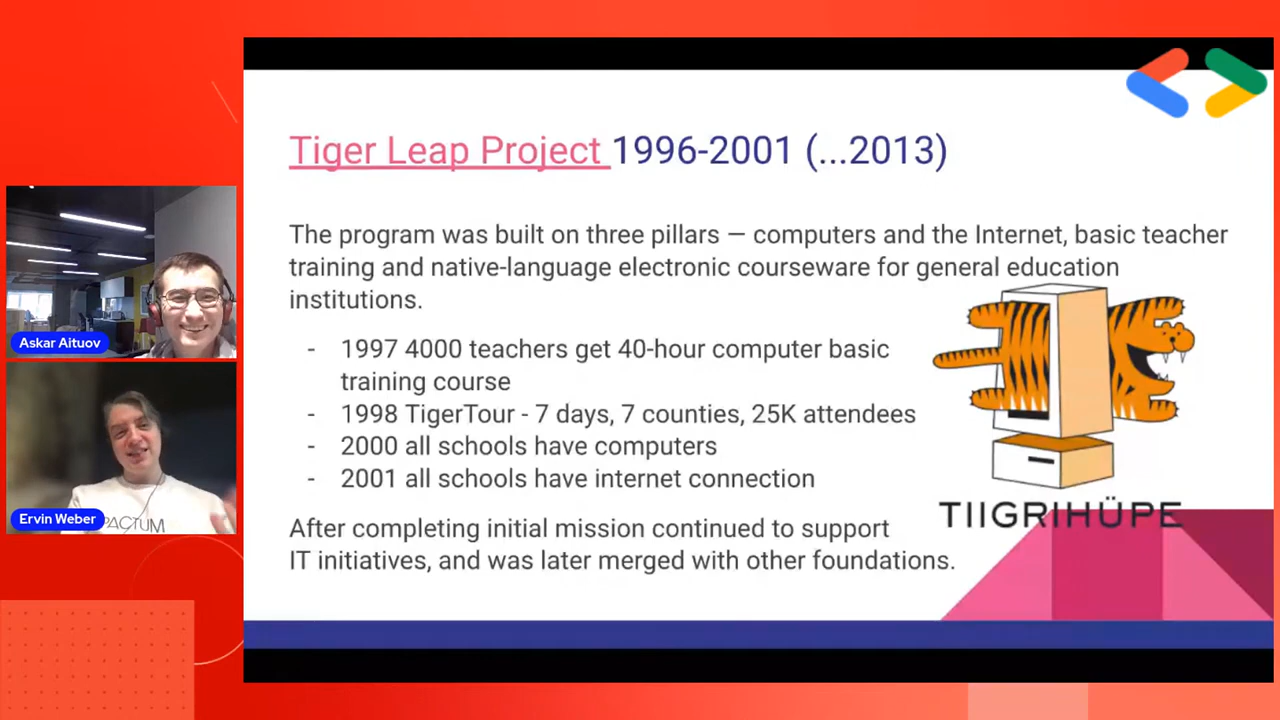 Tiger Leap Project 1996-2001 (...2013)
The program was built on three pillars — computers and the Internet, basic teacher
training and native-language electronic courseware for general education
institutions.
- 1997 4000 teachers get 40-hour computer basic
training course
- 1998 TigerTour - 7 days, 7 counties, 25K attendees
- 2000 all schools have computers
- 2001 all schools have internet connection
TIIGRIHÜPE
After completing initial mission continued to support
IT initiatives, and was later merged with other foundations.
Askar Aituov
PACTUM
Ervin Weber